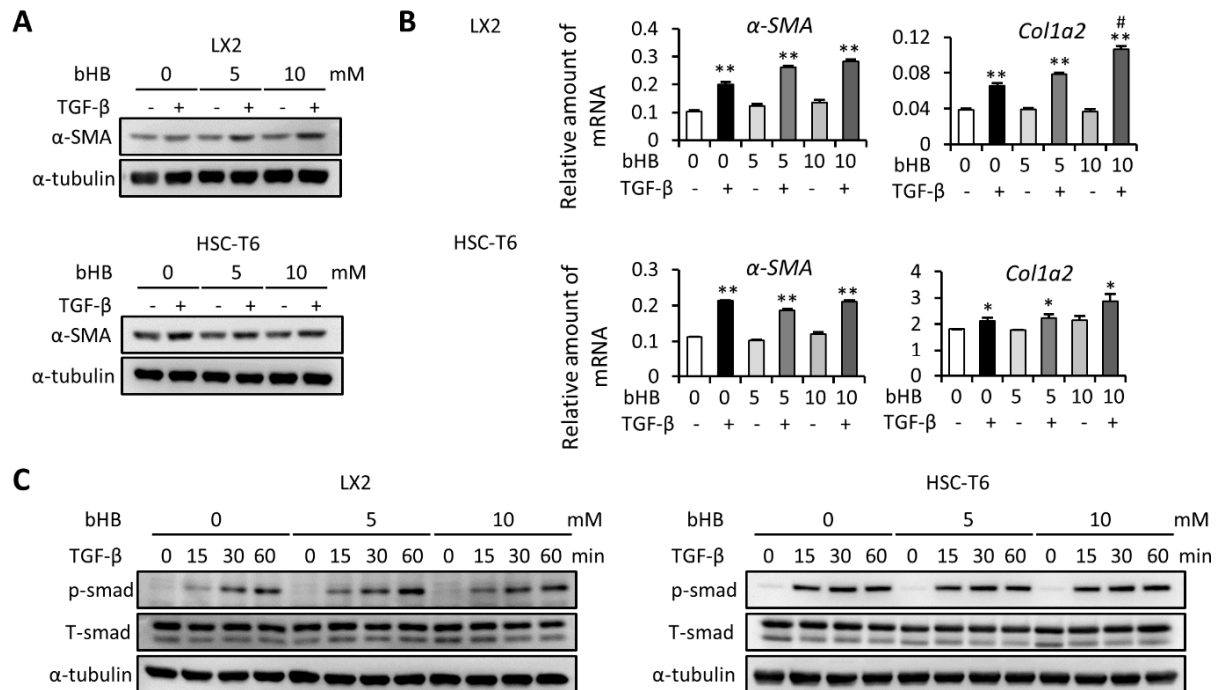 A
LX2
bHB 0 5 10 mM
TGF-β - + - + - +
α-SMA
α-tubulin
HSC-T6
bHB 0 5 10 mM
TGF-β - + - + - +
α-SMA
α-tubulin
B
LX2
Relative amount of
mRNA
α-SMA
0.4
0.3
0.2
0.1
0
** ** **
bHB 0 0 5 5 10 10
TGF-β - + - + - +
Col1a2
0.12
0.08
0.04
0
#
** ** **
bHB 0 0 5 5 10 10
TGF-β - + - + - +
HSC-T6
Relative amount of
mRNA
α-SMA
0.3
0.2
0.1
0
** ** **
bHB 0 0 5 5 10 10
TGF-β - + - + - +
Col1a2
4
3
2
1
0
* * *
bHB 0 0 5 5 10 10
TGF-β - + - + - +
C
LX2
bHB 0 5 10 mM
TGF-β 0 15 30 60 0 15 30 60 0 15 30 60 min
p-smad
T-smad
α-tubulin
HSC-T6
bHB 0 5 10 mM
TGF-β 0 15 30 60 0 15 30 60 0 15 30 60 min
p-smad
T-smad
α-tubulin